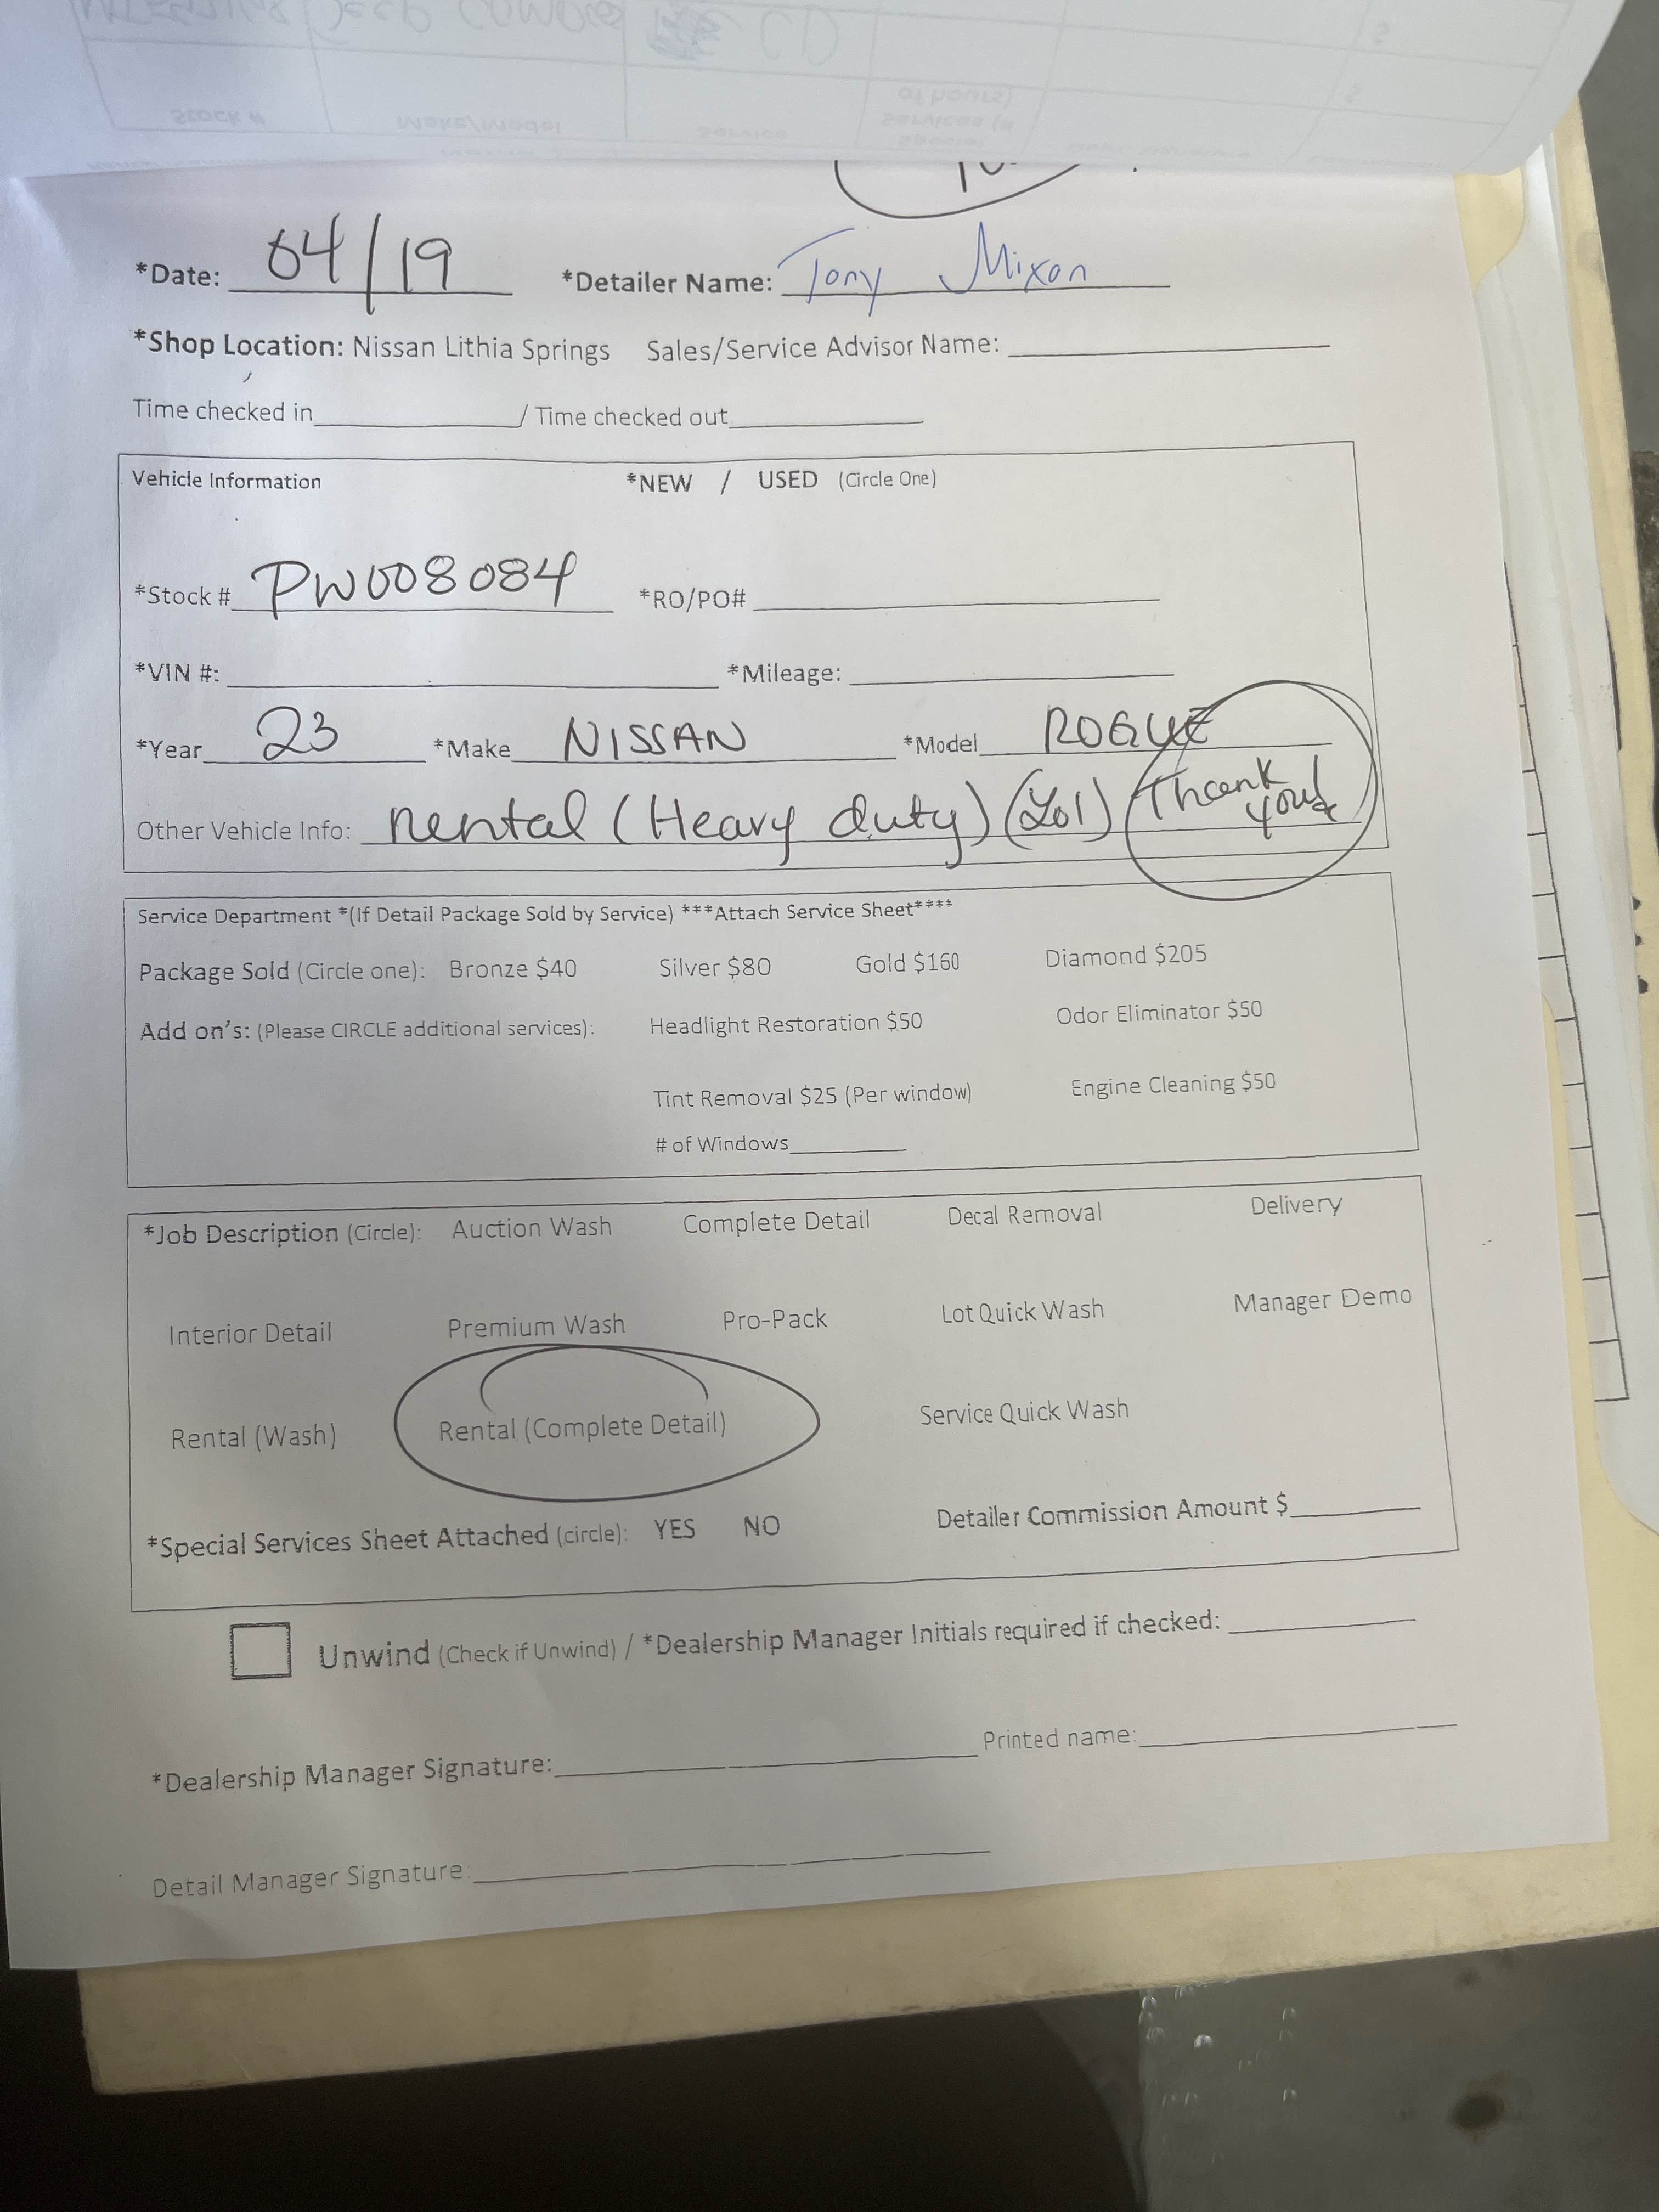 *Date: 04/19 *Detailer Name: Tony Mixon
*Shop Location: Nissan Lithia Springs Sales/Service Advisor Name:
Time checked in / Time checked out
Vehicle Information *NEW / USED (Circle One)
*Stock # PW008084 *RO/PO#
*VIN #: *Mileage:
*Year 23 *Make NISSAN *Model ROGUE
Other Vehicle Info: rental (Heavy duty) (Lol) Thank you!
Service Department *(If Detail Package Sold by Service) ***Attach Service Sheet****
Package Sold (Circle one): Bronze $40 Silver $80 Gold $160 Diamond $205
Add on's: (Please CIRCLE additional services): Headlight Restoration $50 Odor Eliminator $50
Tint Removal $25 (Per window) Engine Cleaning $50
# of Windows
*Job Description (Circle): Auction Wash Complete Detail Decal Removal Delivery
Interior Detail Premium Wash Pro-Pack Lot Quick Wash Manager Demo
Rental (Wash) Rental (Complete Detail) Service Quick Wash
*Special Services Sheet Attached (circle): YES NO Detailer Commission Amount $
Unwind (Check if Unwind) / *Dealership Manager Initials required if checked:
*Dealership Manager Signature: Printed name:
Detail Manager Signature: